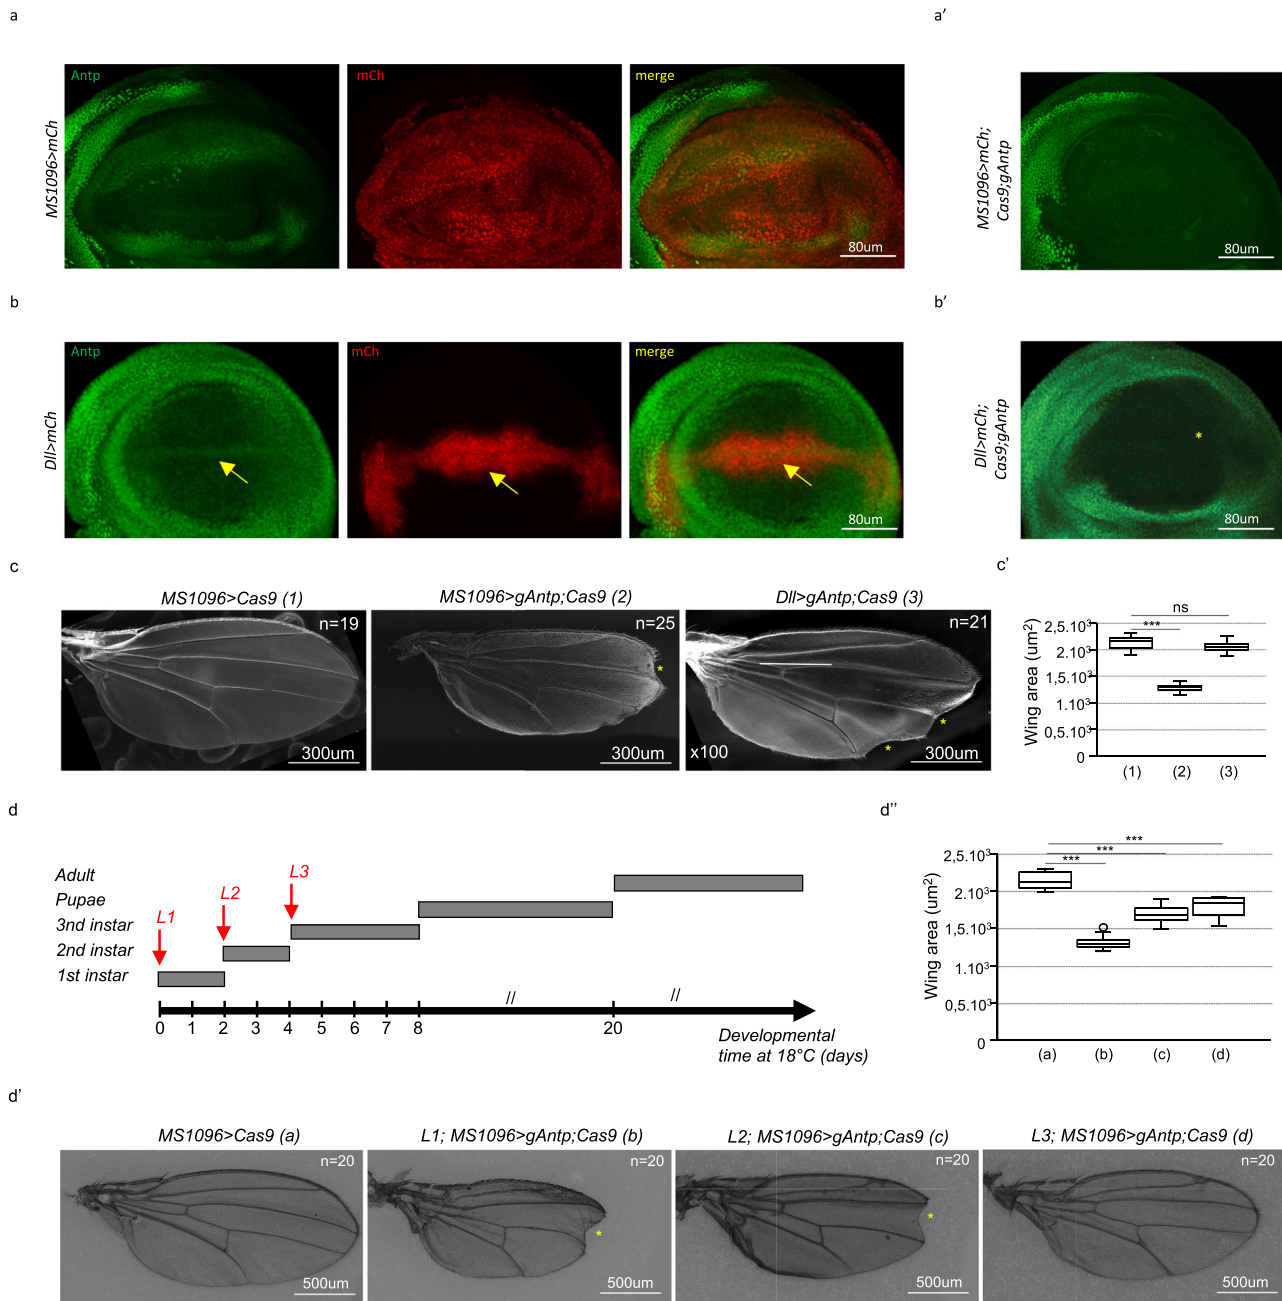 a
a′
MS1096>mCh
Antp
mCh
merge
80um
MS1096>mCh;
Cas9;gAntp
80um
b
b′
Dll>mCh
Antp
mCh
merge
80um
Dll>mCh;
Cas9;gAntp
*
80um
c
c'
MS1096>Cas9 (1)
MS1096>gAntp;Cas9 (2)
Dll>gAntp;Cas9 (3)
n=19
300um
n=25
*
300um
n=21
*
*
x100
300um
Wing area (um2)
2,5.10³
2.10³
1,5.10³
1.10³
0,5.10³
0
ns
***
(1)
(2)
(3)
d
Adult
Pupae
3nd instar
2nd instar
1st instar
L1
L2
L3
// //
0 1 2 3 4 5 6 7 8 20
Developmental
time at 18°C (days)
d''
Wing area (um²)
2,5.10³
2.10³
1,5.10³
1.10³
0,5.10³
0
***
***
***
(a)
(b)
(c)
(d)
d'
MS1096>Cas9 (a)
L1; MS1096>gAntp;Cas9 (b)
L2; MS1096>gAntp;Cas9 (c)
L3; MS1096>gAntp;Cas9 (d)
n=20
500um
n=20
*
500um
n=20
*
500um
n=20
500um